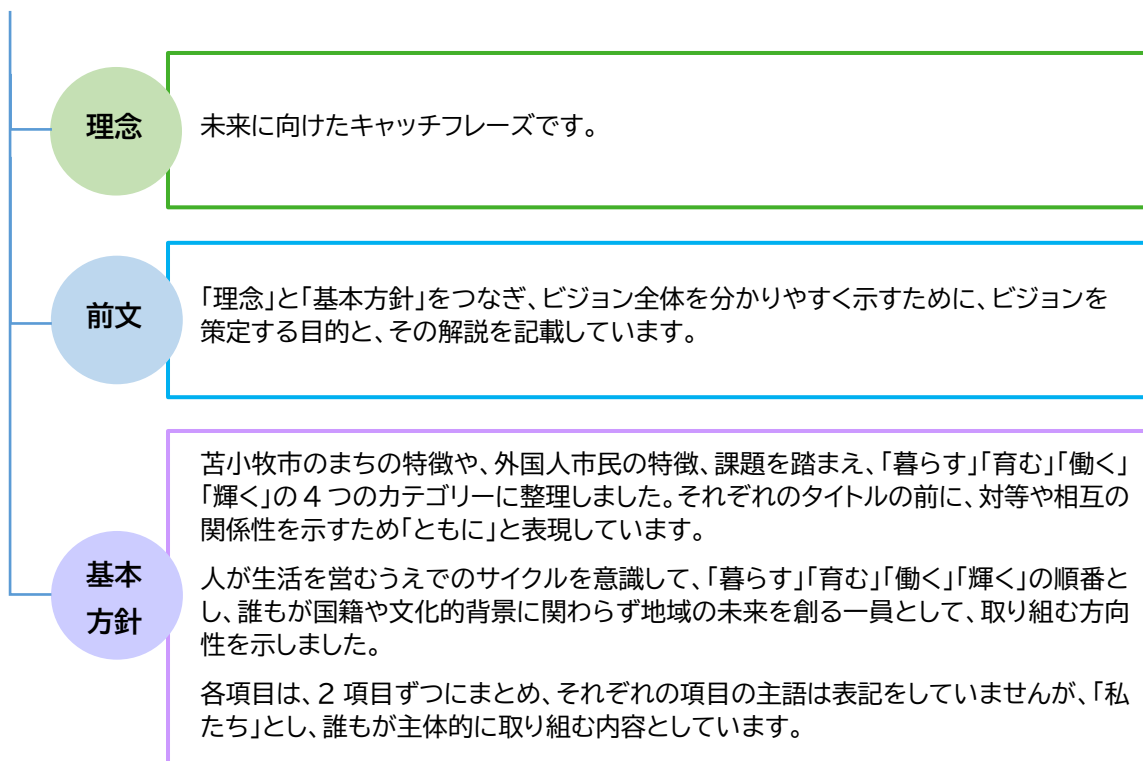 理念
未来に向けたキャッチフレーズです。
前文
「理念」と「基本方針」をつなぎ、ビジョン全体を分かりやすく示すために、ビジョンを
策定する目的と、その解説を記載しています。
基本
方針
苫小牧市のまちの特徴や、外国人市民の特徴、課題を踏まえ、「暮らす」「育む」「働く」
「輝く」の4つのカテゴリーに整理しました。それぞれのタイトルの前に、対等や相互の
関係性を示すため「ともに」と表現しています。
人が生活を営むうえでのサイクルを意識して、「暮らす」「育む」「働く」「輝く」の順番と
し、誰もが国籍や文化的背景に関わらず地域の未来を創る一員として、取り組む方向
性を示しました。
各項目は、2 項目ずつにまとめ、それぞれの項目の主語は表記をしていませんが、「私
たち」とし、誰もが主体的に取り組む内容としています。